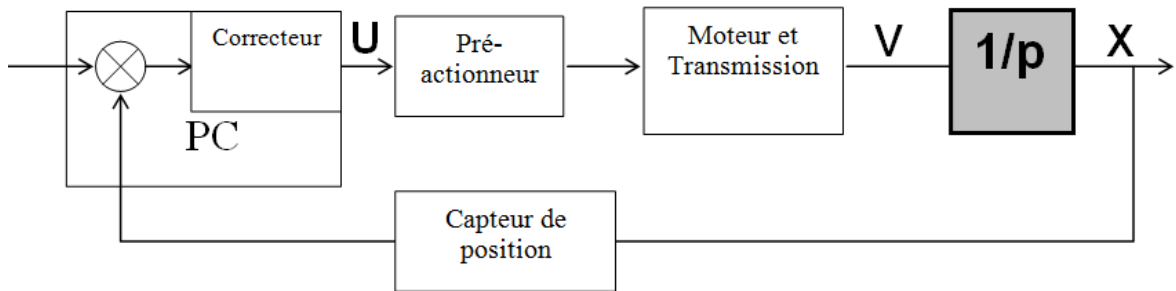 Correcteur
U
Pré-
actionneur
Moteur et
Transmission
V
1/p
X
PC
Capteur de
position